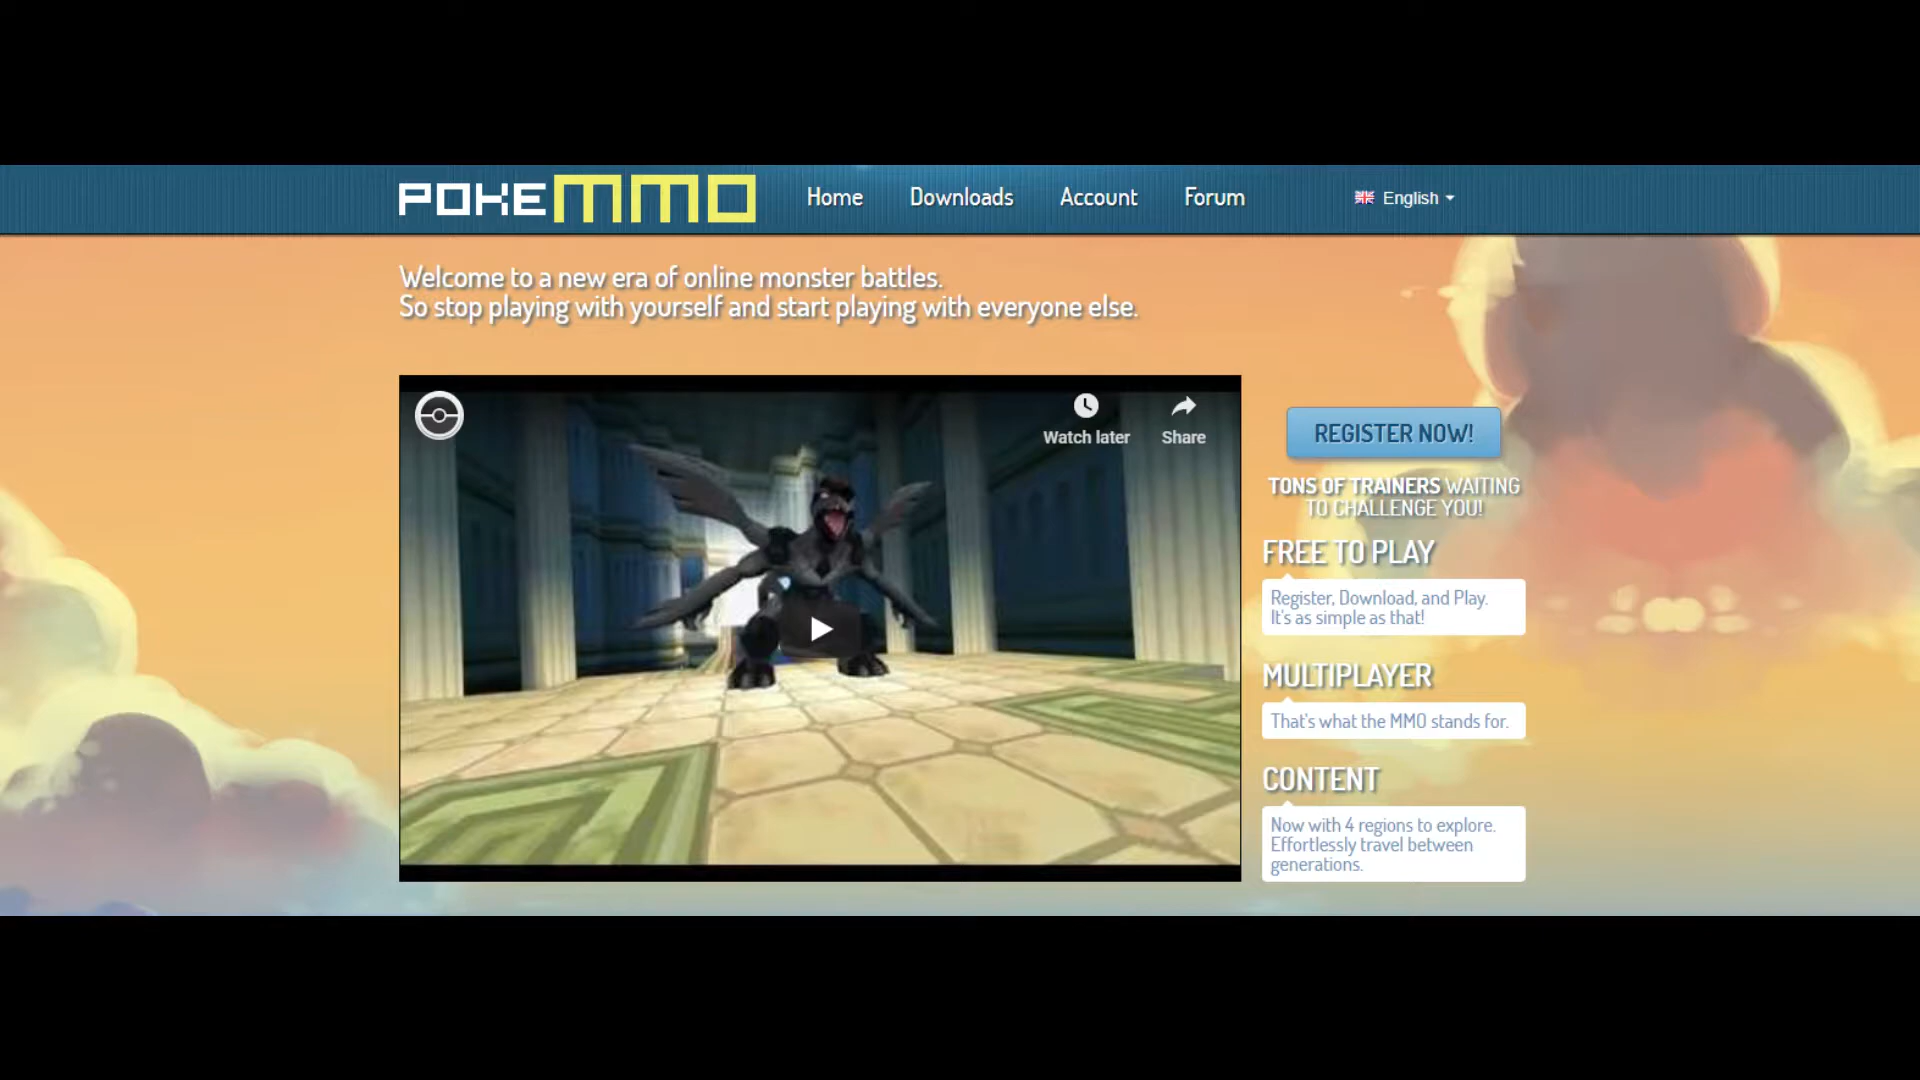 POKEMMO
Home
Downloads
Account
Forum
English
Welcome to a new era of online monster battles.
So stop playing with yourself and start playing with everyone else.
Watch later
Share
REGISTER NOW!
TONS OF TRAINERS WAITING
TO CHALLENGE YOU!
FREE TO PLAY
Register, Download, and Play.
It's as simple as that!
MULTIPLAYER
That's what the MMO stands for.
CONTENT
Now with 4 regions to explore.
Effortlessly travel between
generations.